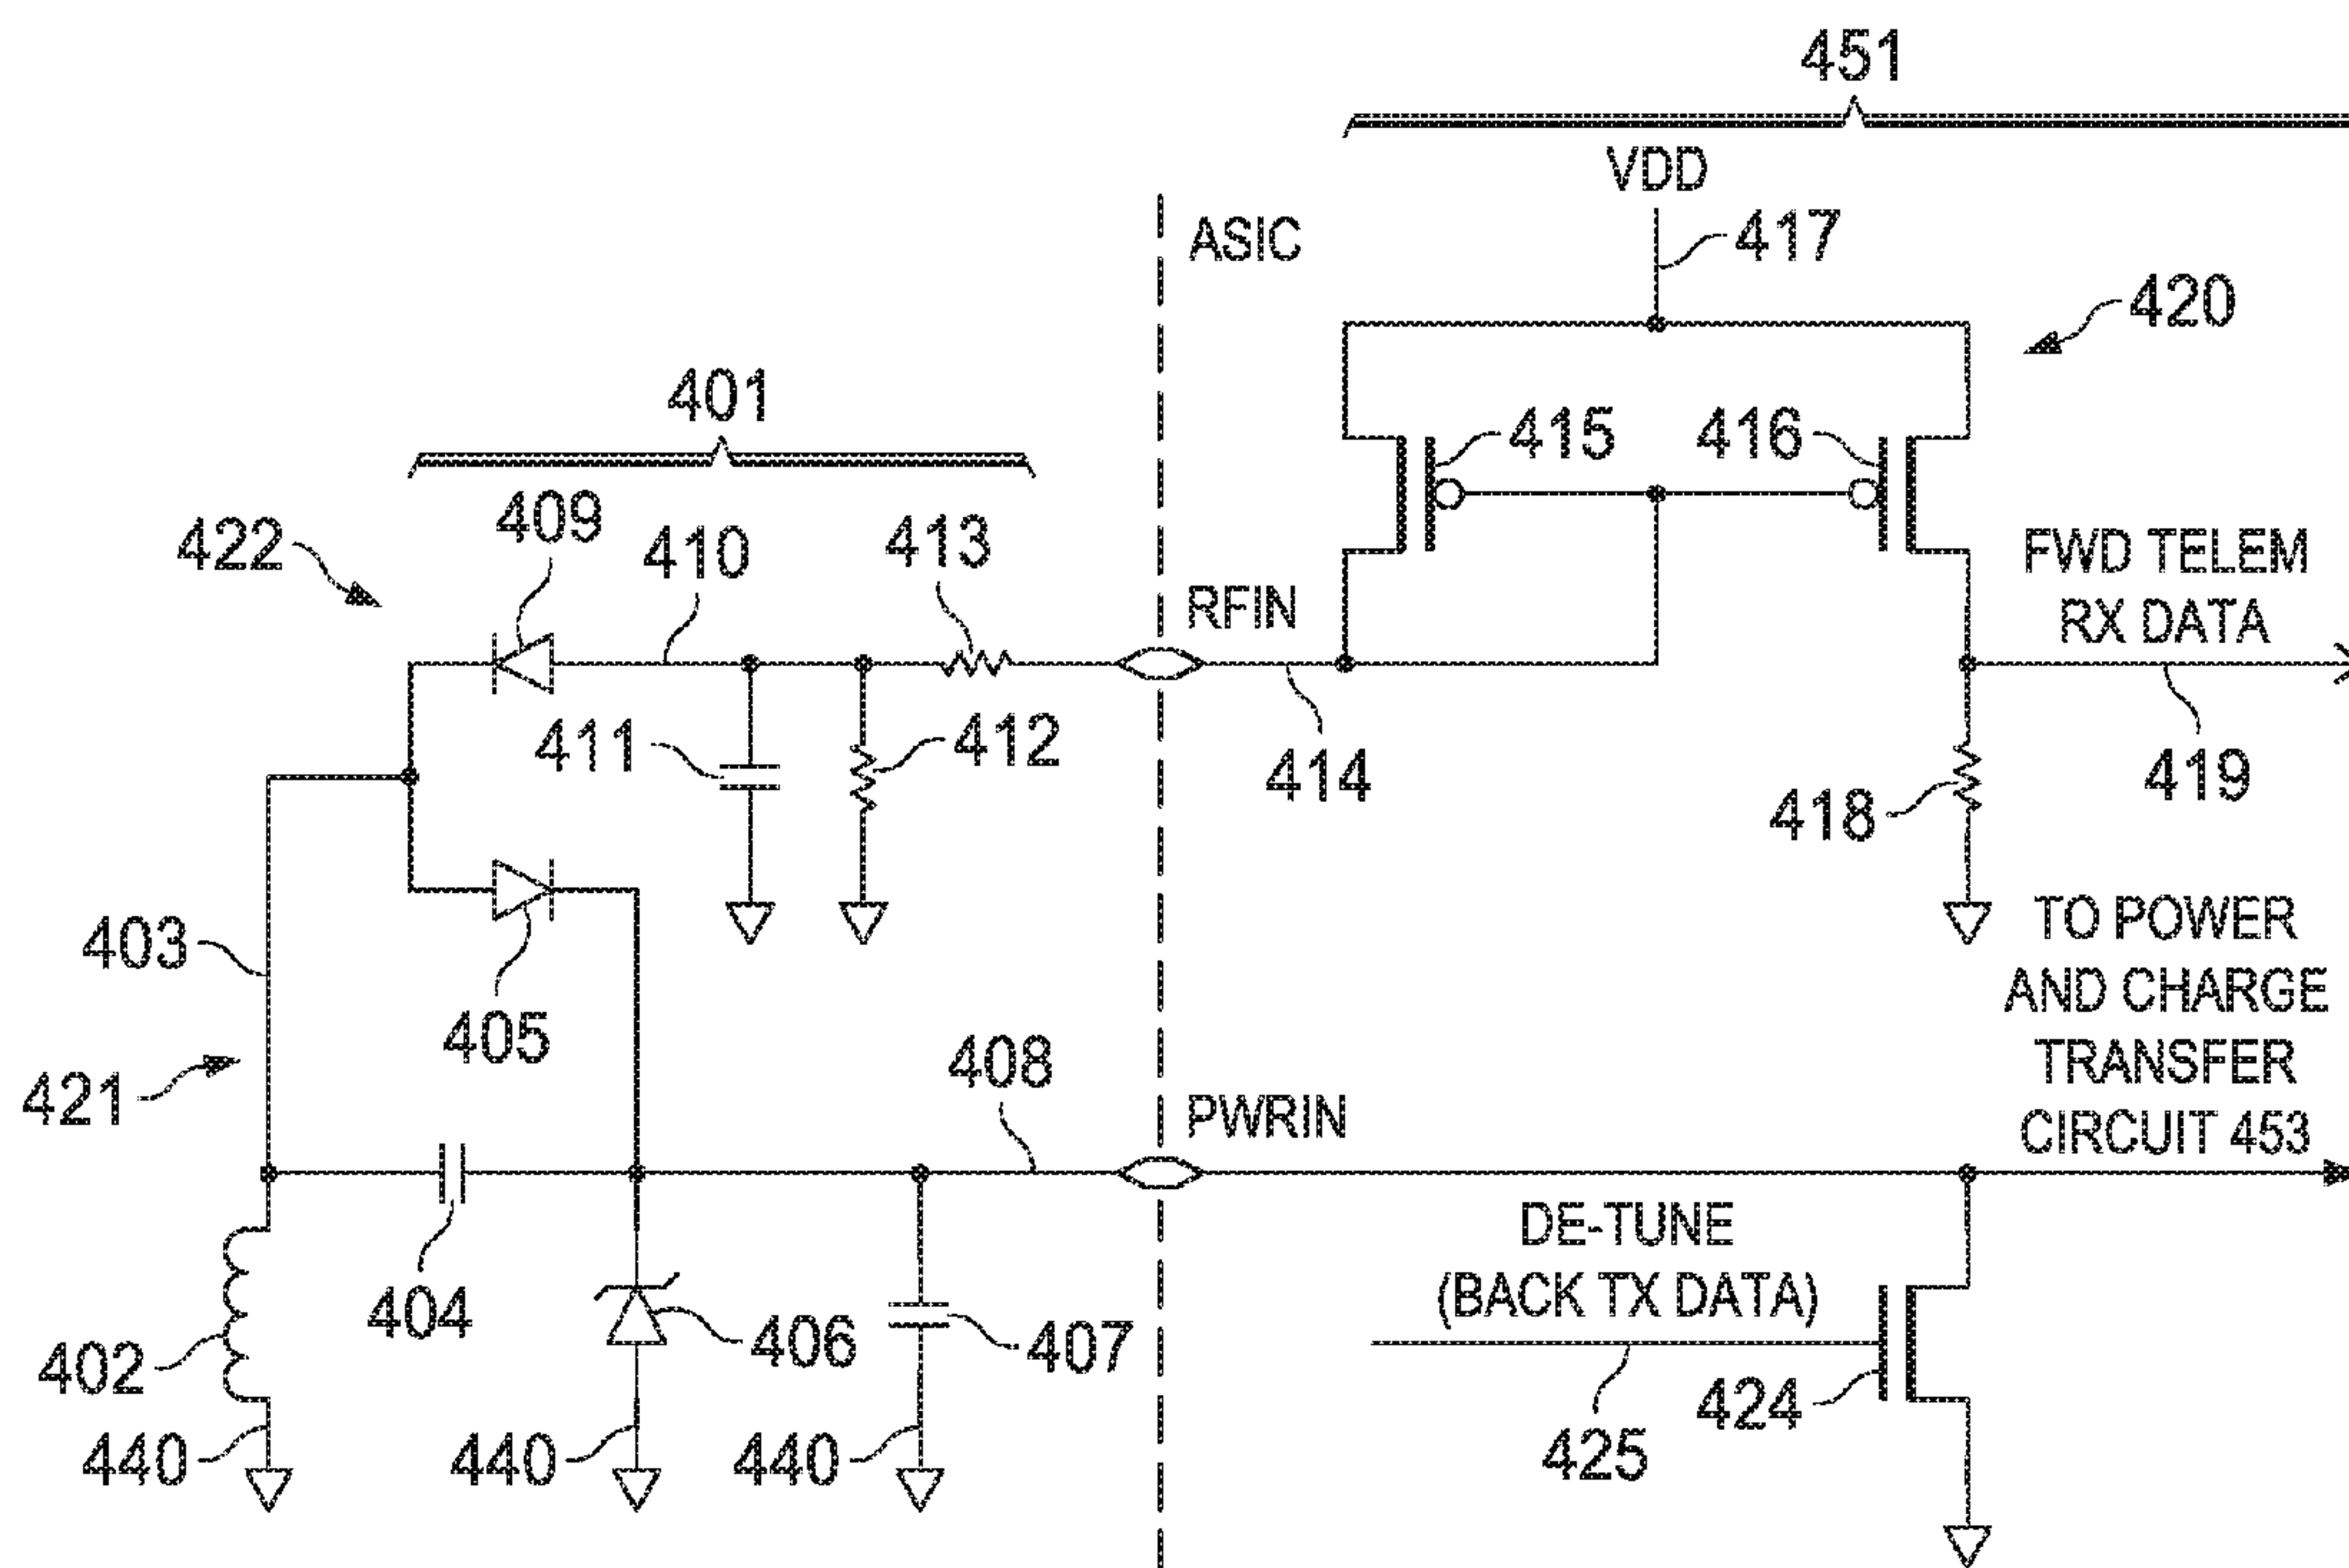 451
VDD
ASIC
417
420
401
415
416
409
422
410
413
RFIN
FWD TELEM
RX DATA
411
412
414
418
419
403
405
421
408
PWRIN
TO POWER
AND CHARGE
TRANSFER
CIRCUIT 453
DE-TUNE
(BACK TX DATA)
404
402
406
407
424
425
440
440
440